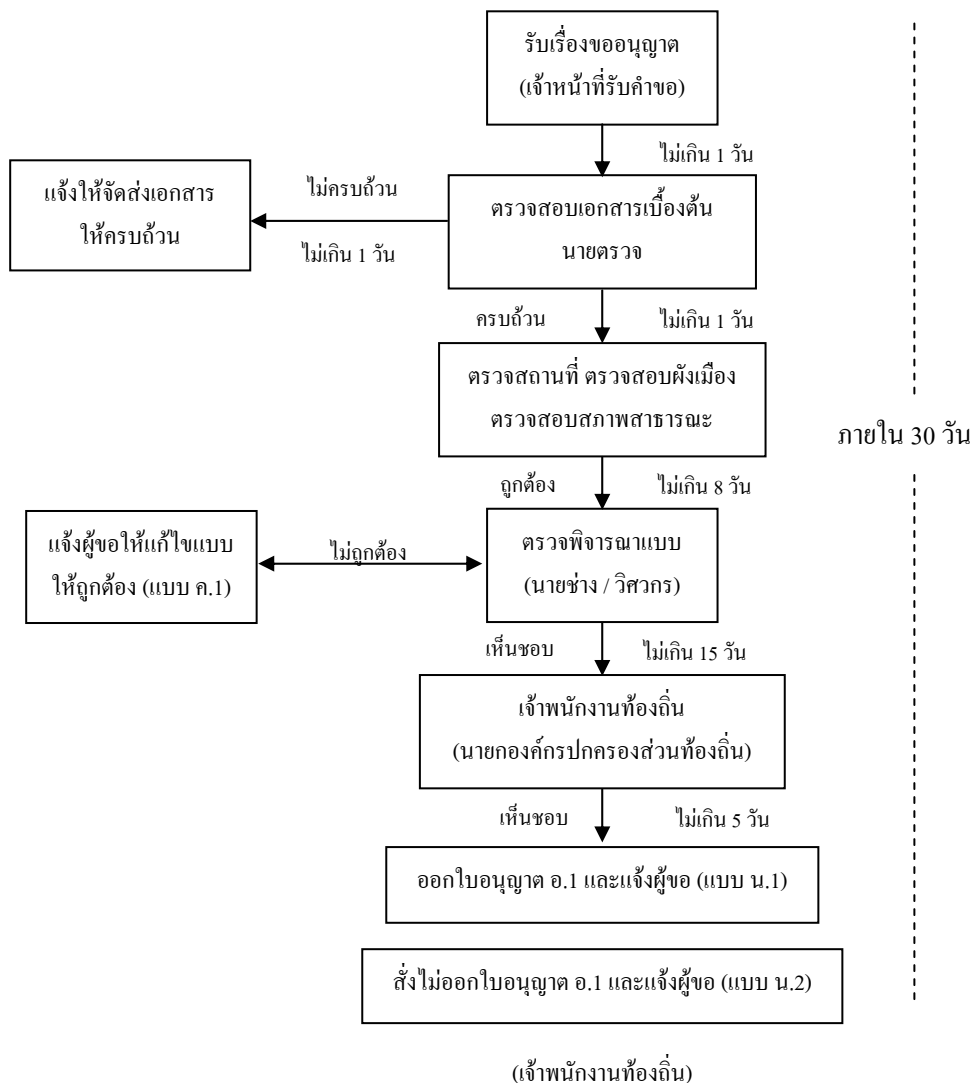 รับเรื่องขออนุญาต
(เจ้าหน้าที่รับคำขอ)
ไม่เกิน 1 วัน
แจ้งให้จัดส่งเอกสาร
ให้ครบถ้วน
ไม่ครบถ้วน
ไม่เกิน 1 วัน
ตรวจสอบเอกสารเบื้องต้น
นายตรวจ
ครบถ้วน
ไม่เกิน 1 วัน
ตรวจสถานที่ ตรวจสอบผังเมือง
ตรวจสอบสภาพสาธารณะ
ภายใน 30 วัน
ถูกต้อง
ไม่เกิน 8 วัน
แจ้งผู้ขอให้แก้ไขแบบ
ให้ถูกต้อง (แบบ ค.1)
ไม่ถูกต้อง
ตรวจพิจารณาแบบ
(นายช่าง / วิศวกร)
เห็นชอบ
ไม่เกิน 15 วัน
เจ้าพนักงานท้องถิ่น
(นายกองค์กรปกครองส่วนท้องถิ่น)
เห็นชอบ
ไม่เกิน 5 วัน
ออกใบอนุญาต อ.1 และแจ้งผู้ขอ (แบบ น.1)
สั่งไม่ออกใบอนุญาต อ.1 และแจ้งผู้ขอ (แบบ น.2)
(เจ้าพนักงานท้องถิ่น)